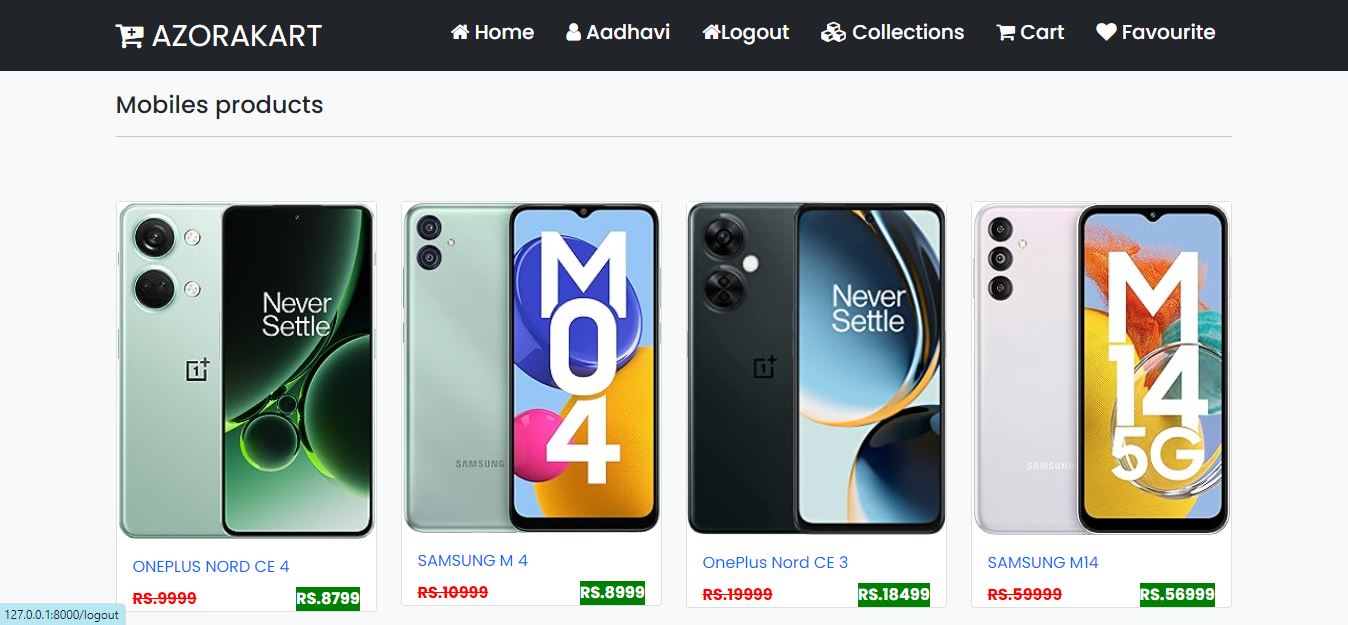 AZORAKART Home Aadhavi Logout Collections Cart Favourite
Mobiles products
Never
Settle
1
SAMSUNG
M
04
Never
Settle
1
SAMSUNG
M
14
5G
ONEPLUS NORD CE 4
RS.9999 RS.8799
SAMSUNG M 4
RS.10999 RS.8999
OnePlus Nord CE 3
RS.19999 RS.18499
SAMSUNG M14
RS.59999 RS.56999
127.0.0.1:8000/logout